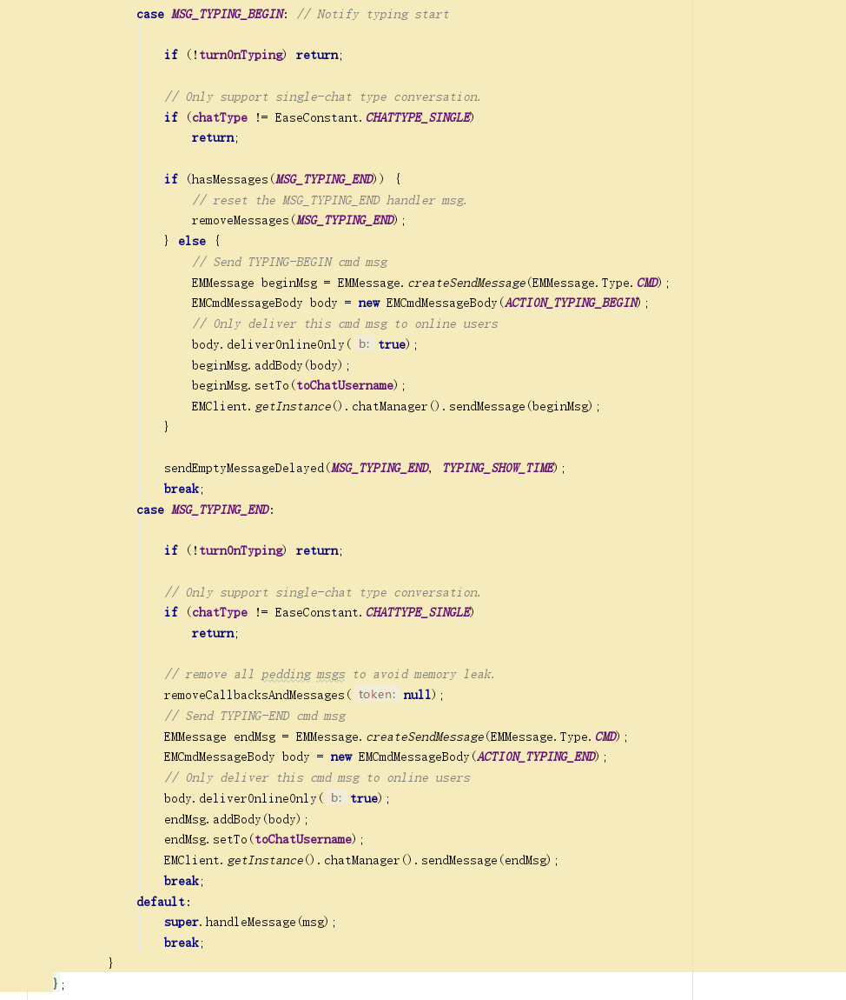 case MSG_TYPING_BEGIN: // Notify typing start
if (!turnOnTyping) return;
// Only support single-chat type conversation.
if (chatType != EaseConstant.CHATTYPE_SINGLE)
return;
if (hasMessages(MSG_TYPING_END)) {
// reset the MSG_TYPING_END handler msg.
removeMessages(MSG_TYPING_END);
} else {
// Send TYPING-BEGIN cmd msg
EMMessage beginMsg = EMMessage.createSendMessage(EMMessage.Type.CMD);
EMCmdMessageBody body = new EMCmdMessageBody(ACTION_TYPING_BEGIN);
// Only deliver this cmd msg to online users
body.deliverOnlineOnly( b: true);
beginMsg.addBody(body);
beginMsg.setTo(toChatUsername);
EMClient.getInstance().chatManager().sendMessage(beginMsg);
}
sendEmptyMessageDelayed(MSG_TYPING_END, TYPING_SHOW_TIME);
break;
case MSG_TYPING_END:
if (!turnOnTyping) return;
// Only support single-chat type conversation.
if (chatType != EaseConstant.CHATTYPE_SINGLE)
return;
// remove all pedding msgs to avoid memory leak.
removeCallbacksAndMessages( token: null);
// Send TYPING-END cmd msg
EMMessage endMsg = EMMessage.createSendMessage(EMMessage.Type.CMD);
EMCmdMessageBody body = new EMCmdMessageBody(ACTION_TYPING_END);
// Only deliver this cmd msg to online users
body.deliverOnlineOnly( b: true);
endMsg.addBody(body);
endMsg.setTo(toChatUsername);
EMClient.getInstance().chatManager().sendMessage(endMsg);
break;
default:
super.handleMessage(msg);
break;
}
};